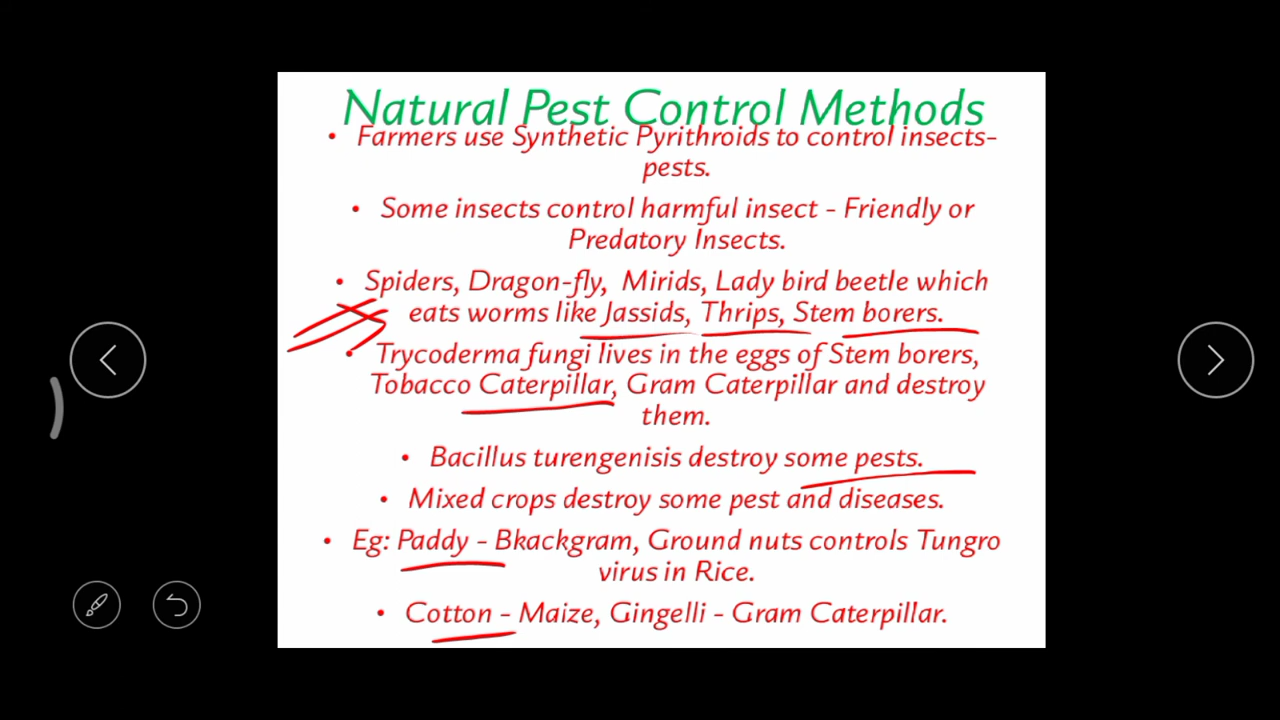 Natural Pest Control Methods
• Farmers use Synthetic Pyrithroids to control insects-
pests.
• Some insects control harmful insect - Friendly or
Predatory Insects.
• Spiders, Dragon-fly, Mirids, Lady bird beetle which
eats worms like Jassids, Thrips, Stem borers.
• Trycoderma fungi lives in the eggs of Stem borers,
Tobacco Caterpillar, Gram Caterpillar and destroy
them.
• Bacillus turengenisis destroy some pests.
• Mixed crops destroy some pest and diseases.
• Eg: Paddy - Bkackgram, Ground nuts controls Tungro
virus in Rice.
• Cotton - Maize, Gingelli - Gram Caterpillar.